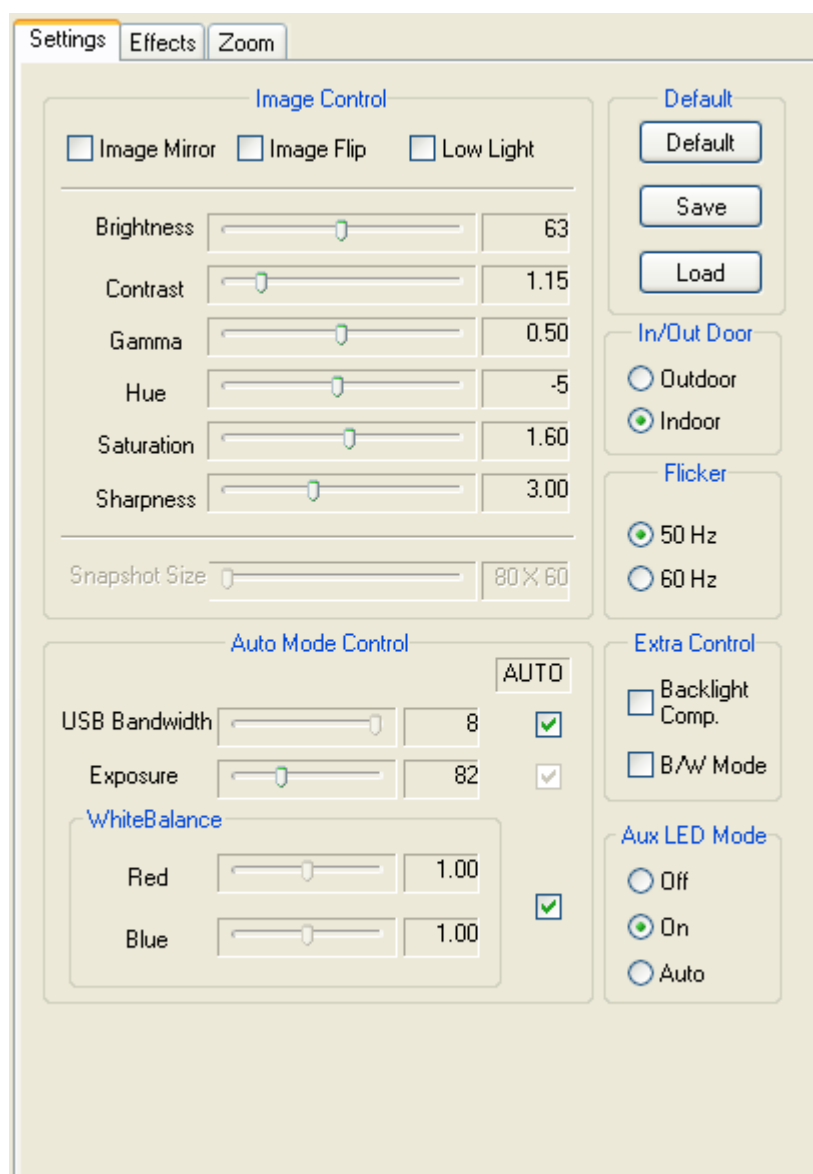 Settings Effects Zoom
Image Control
Image Mirror Image Flip Low Light
Brightness 63
Contrast 1.15
Gamma 0.50
Hue -5
Saturation 1.60
Sharpness 3.00
Snapshot Size 80 X 60
Default
Default
Save
Load
In/Out Door
Outdoor
Indoor
Flicker
50 Hz
60 Hz
Auto Mode Control
AUTO
USB Bandwidth 8
Exposure 82
WhiteBalance
Red 1.00
Blue 1.00
Extra Control
Backlight
Comp.
B/W Mode
Aux LED Mode
Off
On
Auto